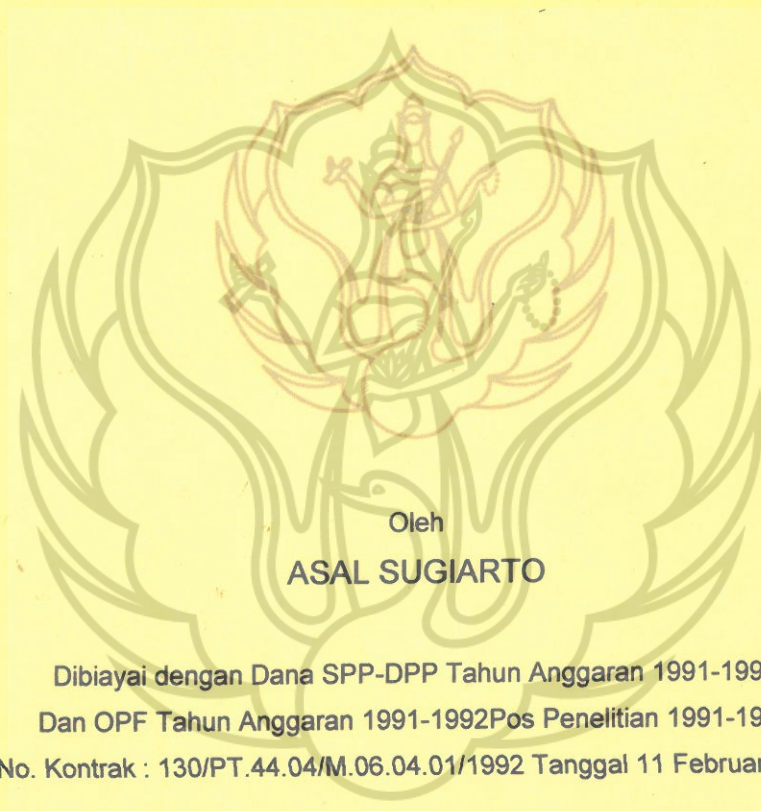 Oleh
ASAL SUGIARTO
Dibiayai dengan Dana SPP-DPP Tahun Anggaran 1991-199
Dan OPF Tahun Anggaran 1991-1992Pos Penelitian 1991-19
No. Kontrak : 130/PT.44.04/M.06.04.01/1992 Tanggal 11 Februar